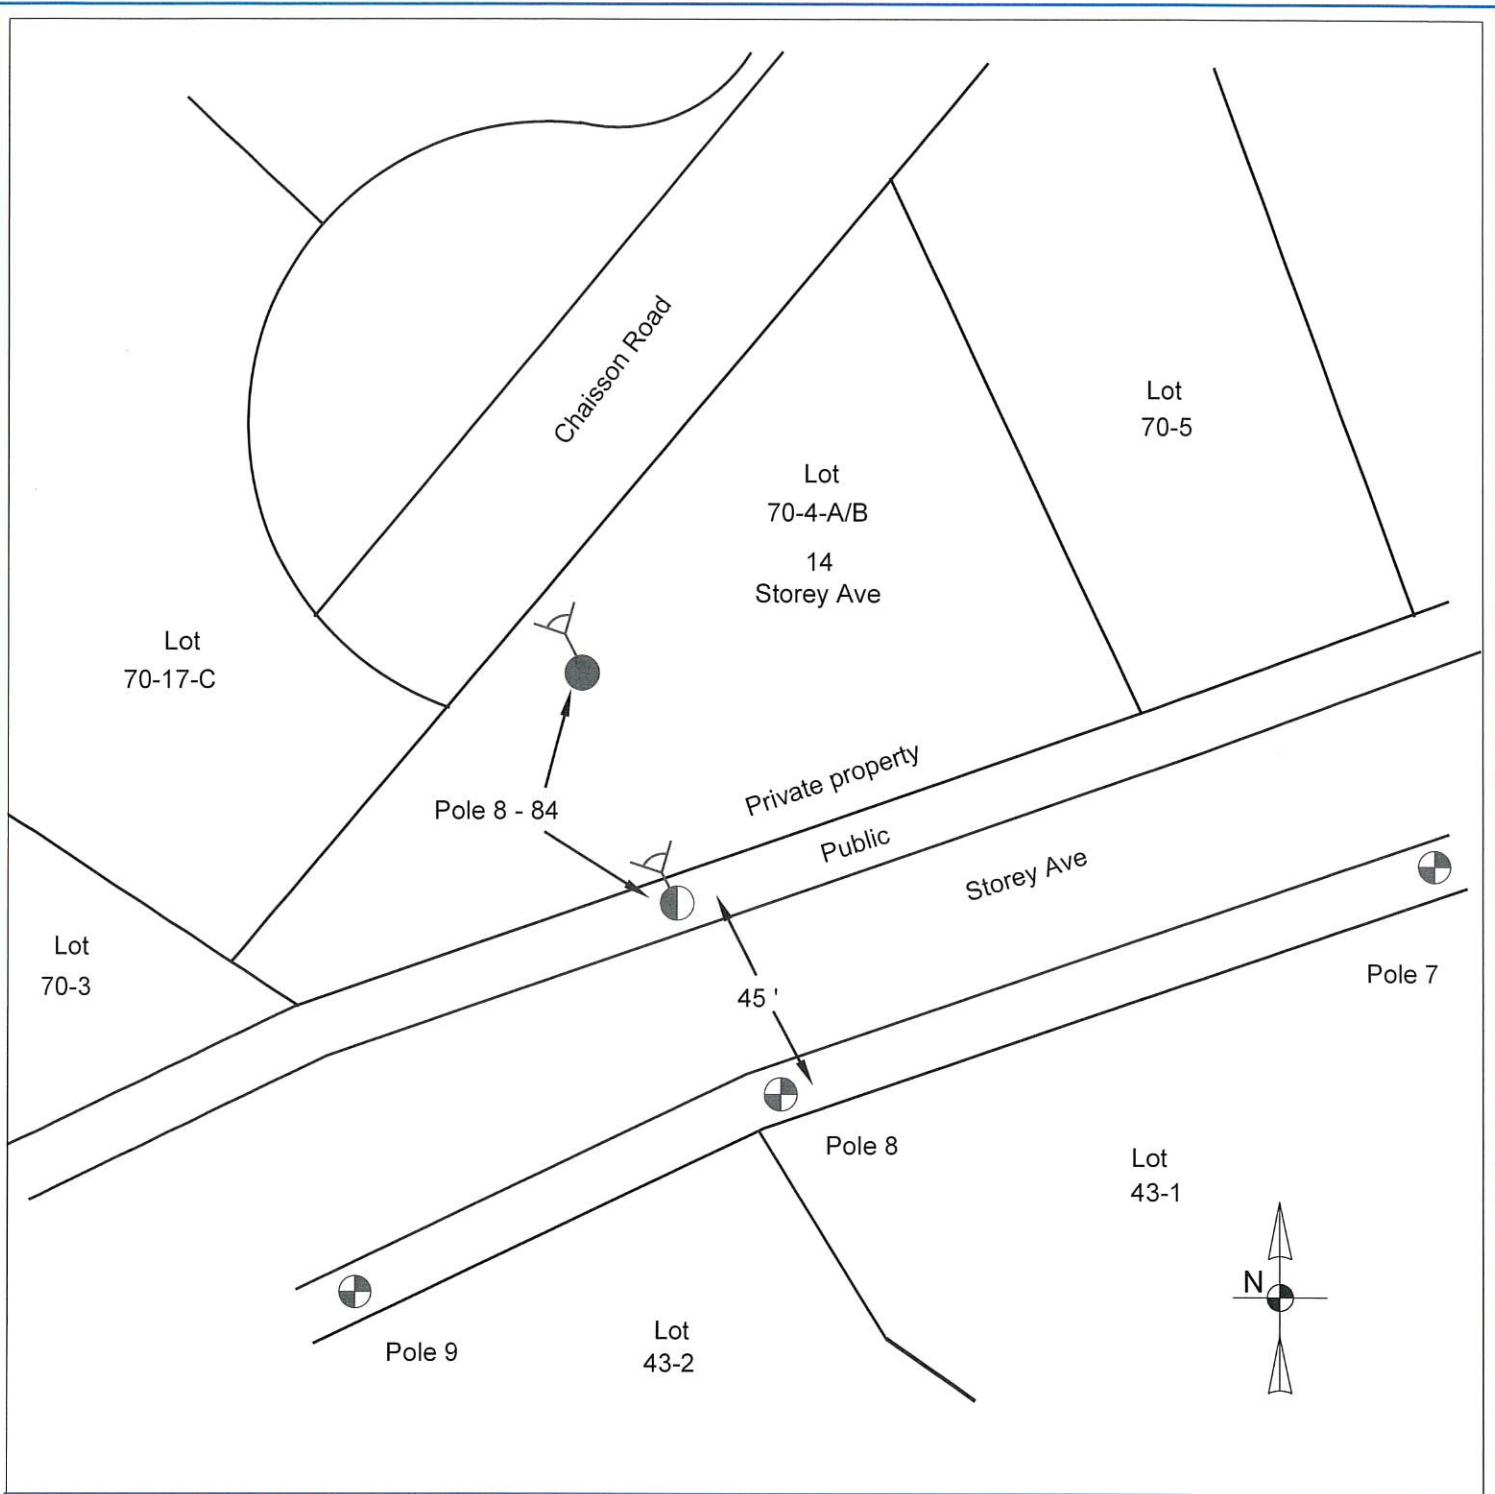 Chaisson Road
Lot
70-5
Lot
70-4-A/B
14
Storey Ave
Lot
70-17-C
Private property
Pole 8 - 84
Public
Storey Ave
Lot
70-3
45 '
Pole 7
Pole 8
Lot
43-1
N
Lot
43-2
Pole 9